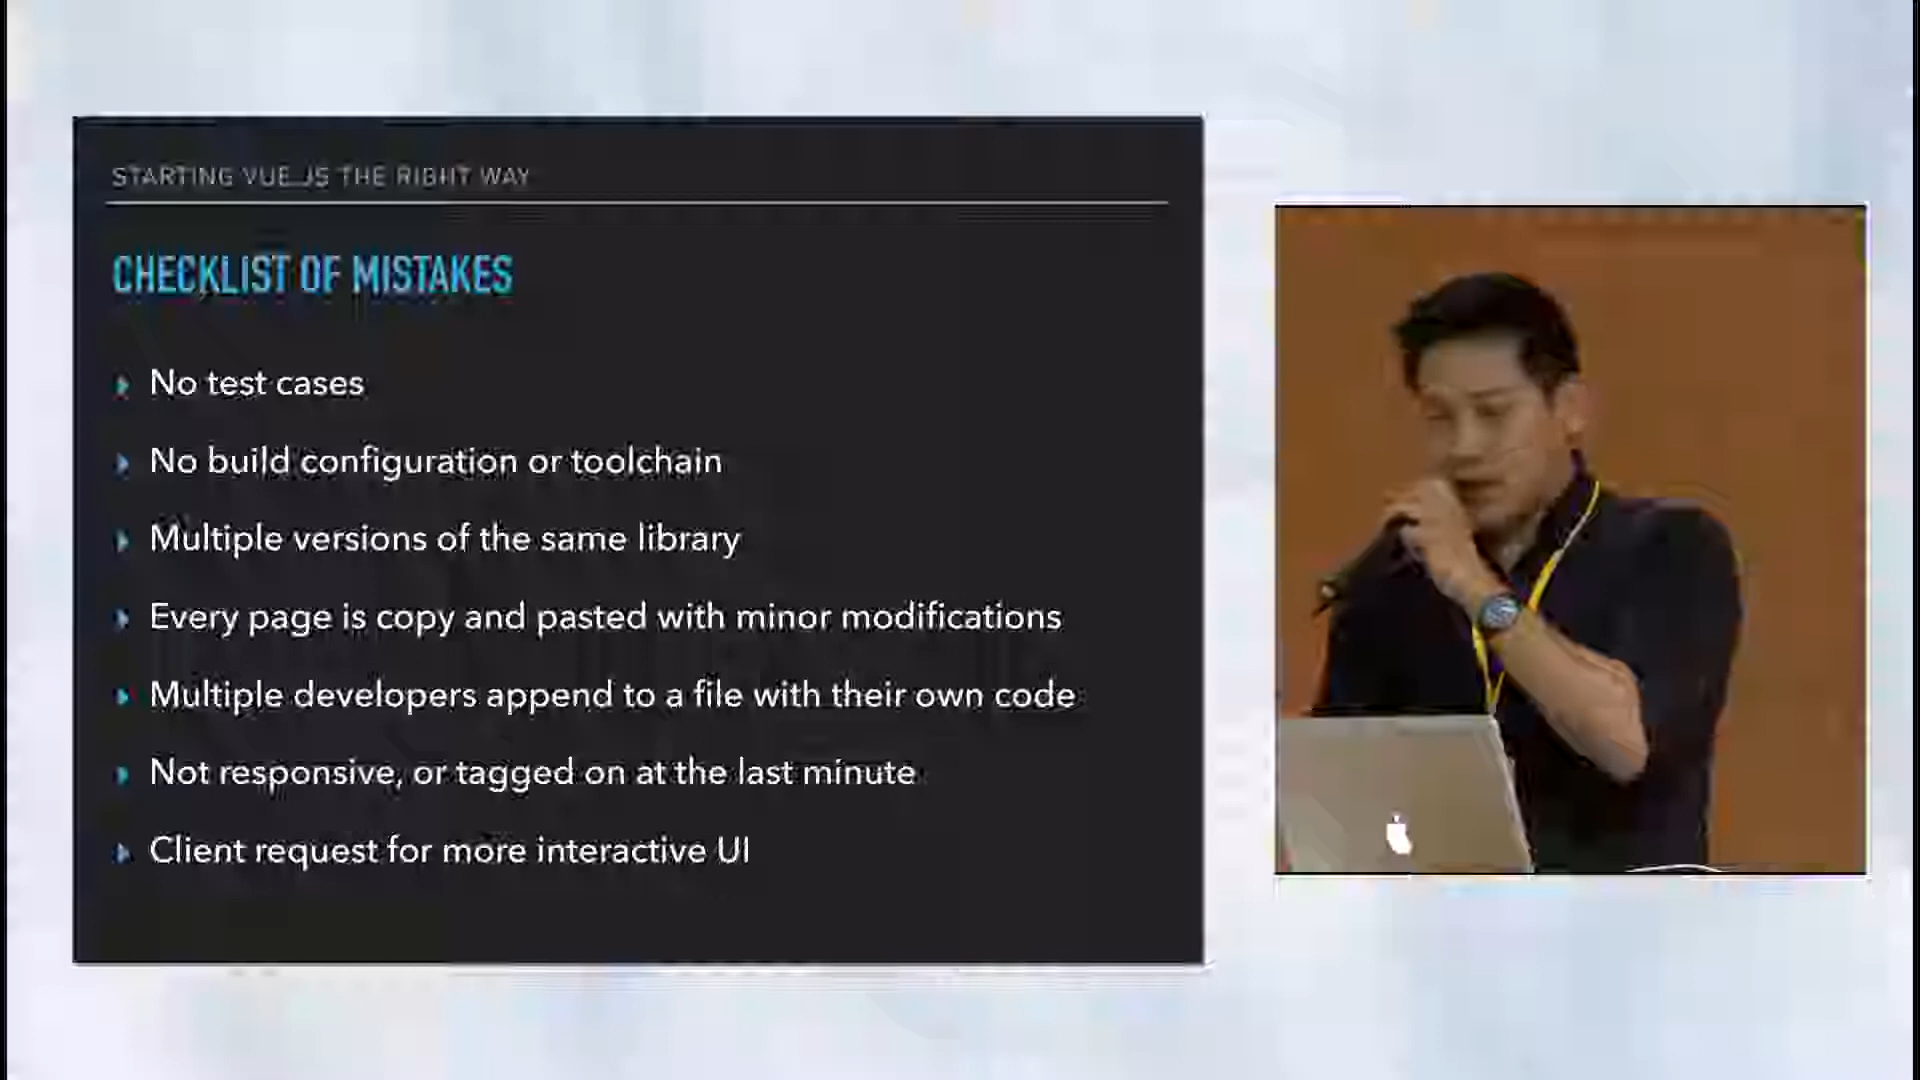 STARTING VUE.JS THE RIGHT WAY
CHECKLIST OF MISTAKES
No test cases
No build configuration or toolchain
Multiple versions of the same library
Every page is copy and pasted with minor modifications
Multiple developers append to a file with their own code
Not responsive, or tagged on at the last minute
Client request for more interactive UI